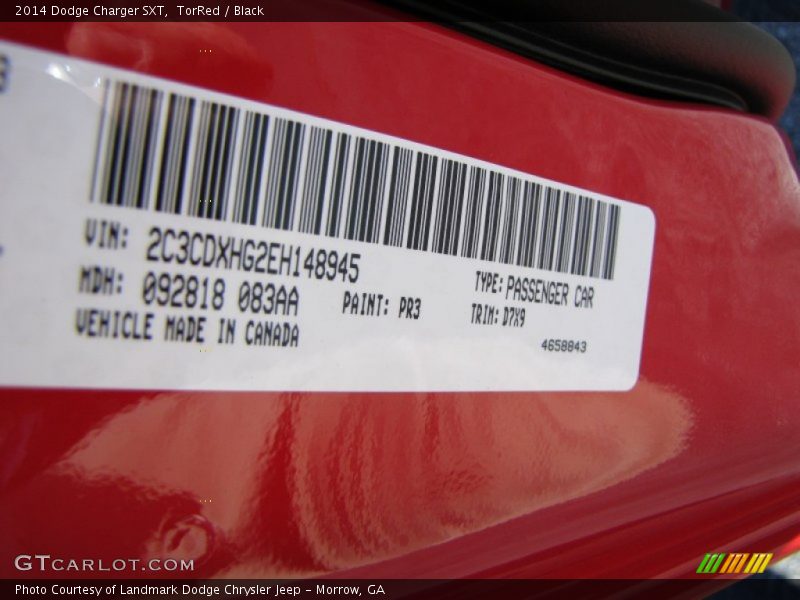 2014 Dodge Charger SXT,  TorRed / Black
3
VIN: 2C3CDXHG2EH148945
TYPE: PASSENGER CAR
MDH: 092818 083AA
PAINT: PR3
TRIM: D7X9
VEHICLE MADE IN CANADA
4658843
GTCARLOT.COM
Photo Courtesy of Landmark Dodge Chrysler Jeep - Morrow, GA